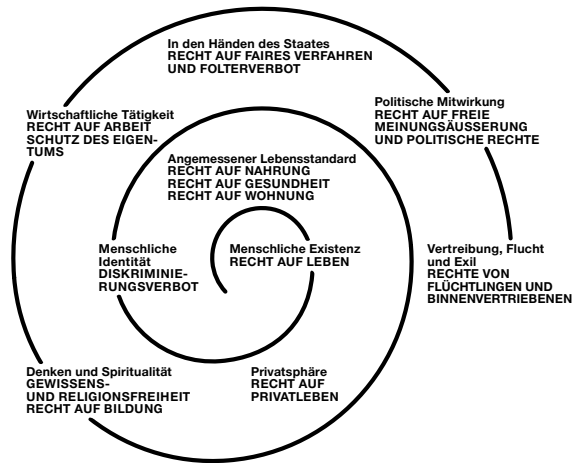 In den Händen des Staates
RECHT AUF FAIRES VERFAHREN
UND FOLTERVERBOT
Wirtschaftliche Tätigkeit
RECHT AUF ARBEIT
SCHUTZ DES EIGEN-
TUMS
Politische Mitwirkung
RECHT AUF FREIE
MEINUNGSÄUSSERUNG
UND POLITISCHE RECHTE
Angemessener Lebensstandard
RECHT AUF NAHRUNG
RECHT AUF GESUNDHEIT
RECHT AUF WOHNUNG
Menschliche
Identität
DISKRIMINIE-
RUNGSVERBOT
Menschliche Existenz
RECHT AUF LEBEN
Vertreibung, Flucht
und Exil
RECHTE VON
FLÜCHTLINGEN UND
BINNENVERTRIEBENEN
Denken und Spiritualität
GEWISSENS-
UND RELIGIONSFREIHEIT
RECHT AUF BILDUNG
Privatsphäre
RECHT AUF
PRIVATLEBEN